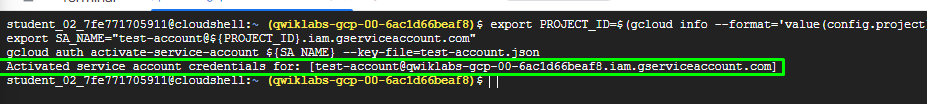 student_02_7fe771705911@cloudshell:~ (qwiklabs-gcp-00-6ac1d66beaf8)$ export PROJECT_ID=$(gcloud info --format='value(config.project)
export SA_NAME="test-account@${PROJECT_ID}.iam.gserviceaccount.com"
gcloud auth activate-service-account ${SA_NAME} --key-file=test-account.json
Activated service account credentials for: [test-account@qwiklabs-gcp-00-6ac1d66beaf8.iam.gserviceaccount.com]
student_02_7fe771705911@cloudshell:~ (qwiklabs-gcp-00-6ac1d66beaf8)$